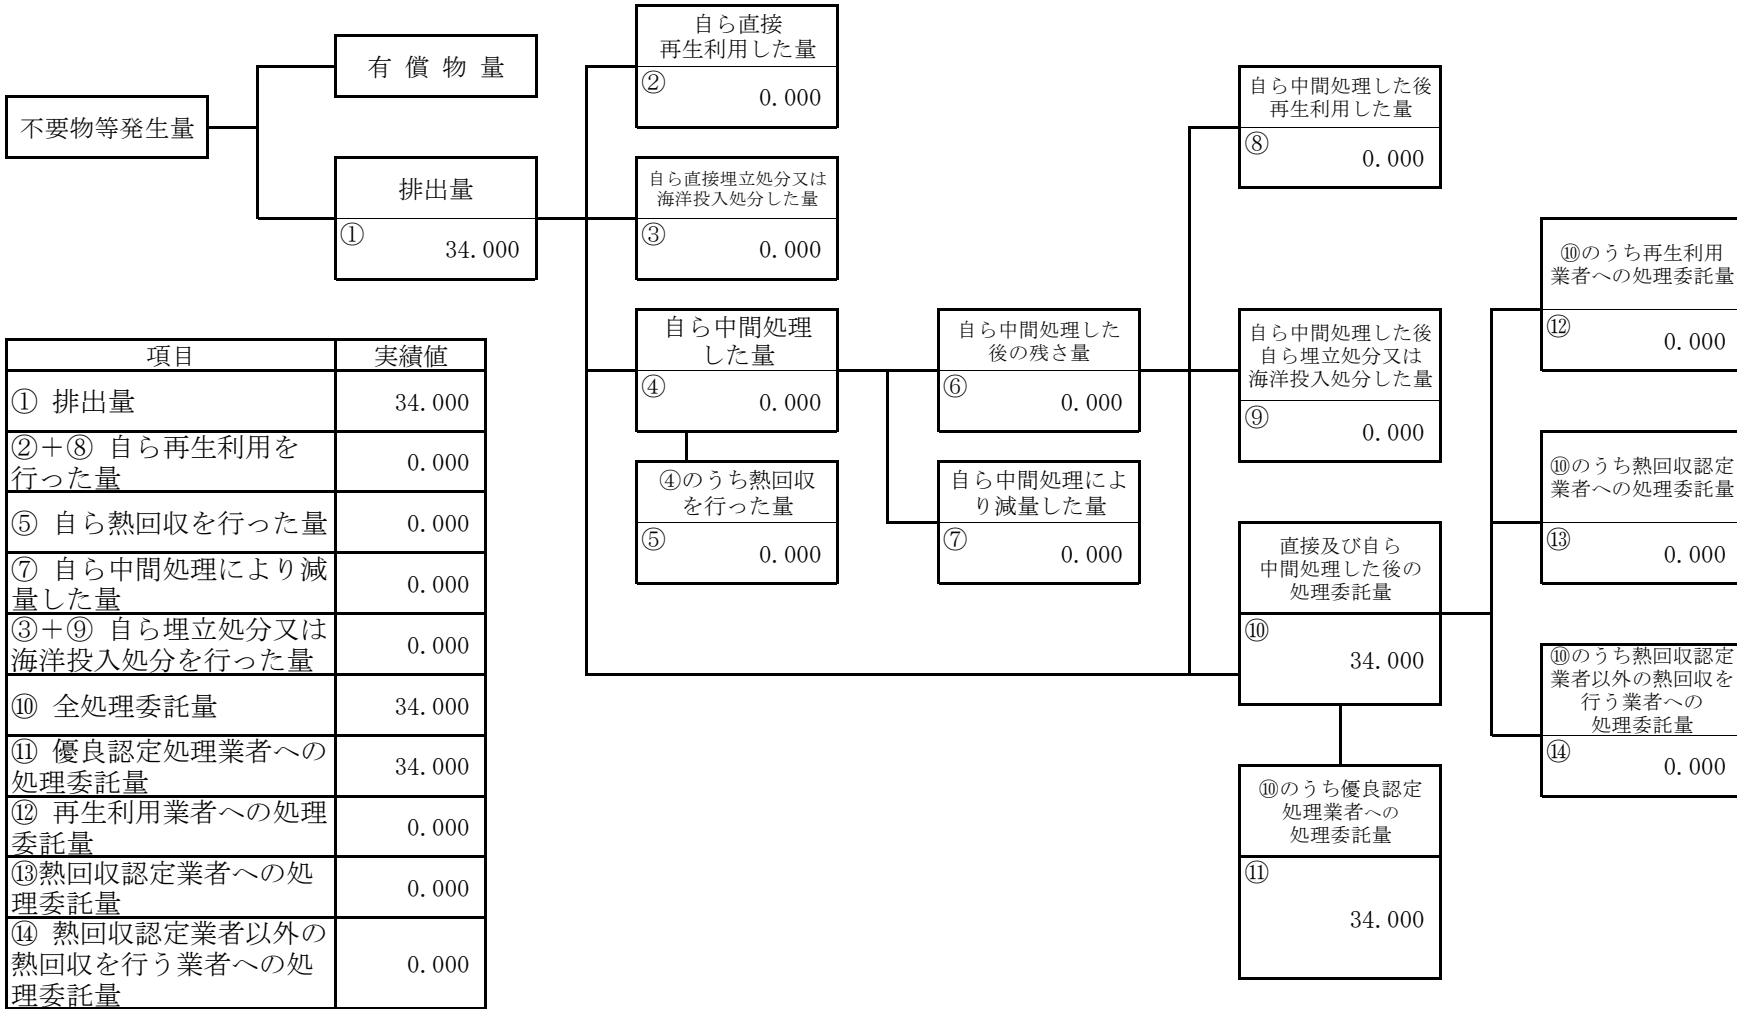 不要物等発生量
有 償 物 量
排出量
①
34.000
自ら直接
再生利用した量
②
0.000
自ら直接埋立処分又は
海洋投入処分した量
③
0.000
自ら中間処理
した量
④
0.000
④のうち熱回収
を行った量
⑤
0.000
自ら中間処理した
後の残さ量
⑥
0.000
自ら中間処理によ
り減量した量
⑦
0.000
自ら中間処理した後
再生利用した量
⑧
0.000
自ら中間処理した後
自ら埋立処分又は
海洋投入処分した量
⑨
0.000
直接及び自ら
中間処理した後の
処理委託量
⑩
34.000
⑩のうち優良認定
処理業者への
処理委託量
⑪
34.000
⑩のうち再生利用
業者への処理委託量
⑫
0.000
⑩のうち熱回収認定
業者への処理委託量
⑬
0.000
⑩のうち熱回収認定
業者以外の熱回収を
行う業者への
処理委託量
⑭
0.000
項目 実績値
① 排出量 34.000
②＋⑧ 自ら再生利用を
行った量 0.000
⑤ 自ら熱回収を行った量 0.000
⑦ 自ら中間処理により減
量した量 0.000
③＋⑨ 自ら埋立処分又は
海洋投入処分を行った量 0.000
⑩ 全処理委託量 34.000
⑪ 優良認定処理業者への
処理委託量 34.000
⑫ 再生利用業者への処理
委託量 0.000
⑬熱回収認定業者への処
理委託量 0.000
⑭ 熱回収認定業者以外の
熱回収を行う業者への処
理委託量 0.000